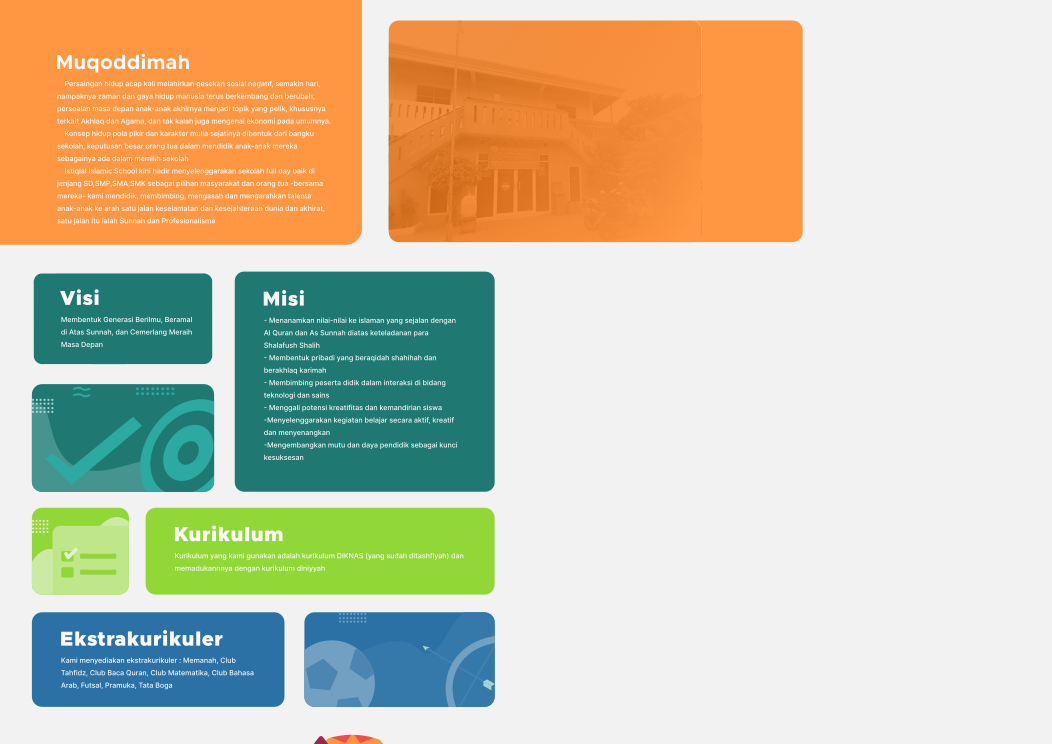 Muqoddimah
Persaingan hidup acap kali melahirkan gesekan sosial negatif, semakin hari,
nampaknya zaman dan gaya hidup manusia terus berkembang dan berubah,
persoalan masa depan anak-anak akhirnya menjadi topik yang pelik, khususnya
terkait Akhlaq dan Agama, dan tak kalah juga mengenai ekonomi pada umumnya.
Konsep hidup pola pikir dan karakter mulia sejatinya dibentuk dari bangku
sekolah, keputusan besar orang tua dalam mendidik anak-anak mereka
sebagainya ada dalam memilih sekolah
Istiqlal Islamic School kini hadir menyelenggarakan sekolah full day baik di
jenjang SD,SMP,SMA,SMK sebagai pilihan masyarakat dan orang tua -bersama
mereka- kami mendidik, membimbing, mengasah dan mengarahkan talenta
anak-anak ke arah satu jalan keselamatan dan kesejahteraan dunia dan akhirat,
satu jalan itu ialah Sunnah dan Profesionalisme
Visi
Membentuk Generasi Berilmu, Beramal
di Atas Sunnah, dan Cemerlang Meraih
Masa Depan
Misi
- Menanamkan nilai-nilai ke islaman yang sejalan dengan
Al Quran dan As Sunnah diatas keteladanan para
Shalafush Shalih
- Membentuk pribadi yang beraqidah shahihah dan
berakhlaq karimah
- Membimbing peserta didik dalam interaksi di bidang
teknologi dan sains
- Menggali potensi kreatifitas dan kemandirian siswa
-Menyelenggarakan kegiatan belajar secara aktif, kreatif
dan menyenangkan
-Mengembangkan mutu dan daya pendidik sebagai kunci
kesuksesan
Kurikulum
Kurikulum yang kami gunakan adalah kurikulum DIKNAS (yang sudah ditashfiyah) dan
memadukannnya dengan kurikulum diniyyah
Ekstrakurikuler
Kami menyediakan ekstrakurikuler : Memanah, Club
Tahfidz, Club Baca Quran, Club Matematika, Club Bahasa
Arab, Futsal, Pramuka, Tata Boga